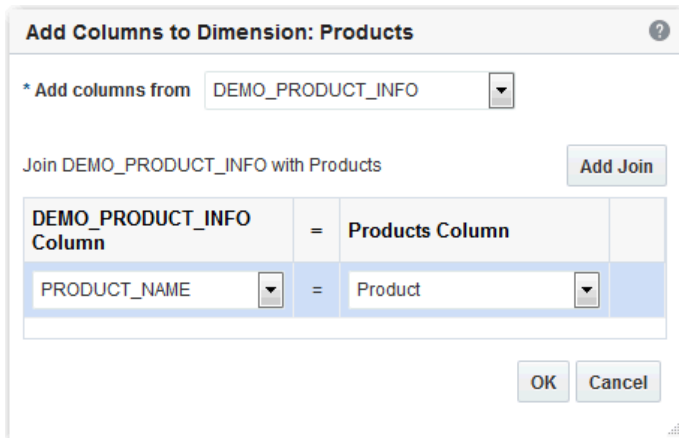 Add Columns to Dimension: Products ?
* Add columns from DEMO_PRODUCT_INFO
Join DEMO_PRODUCT_INFO with Products Add Join
DEMO_PRODUCT_INFO
Column = Products Column
PRODUCT_NAME = Product
OK Cancel